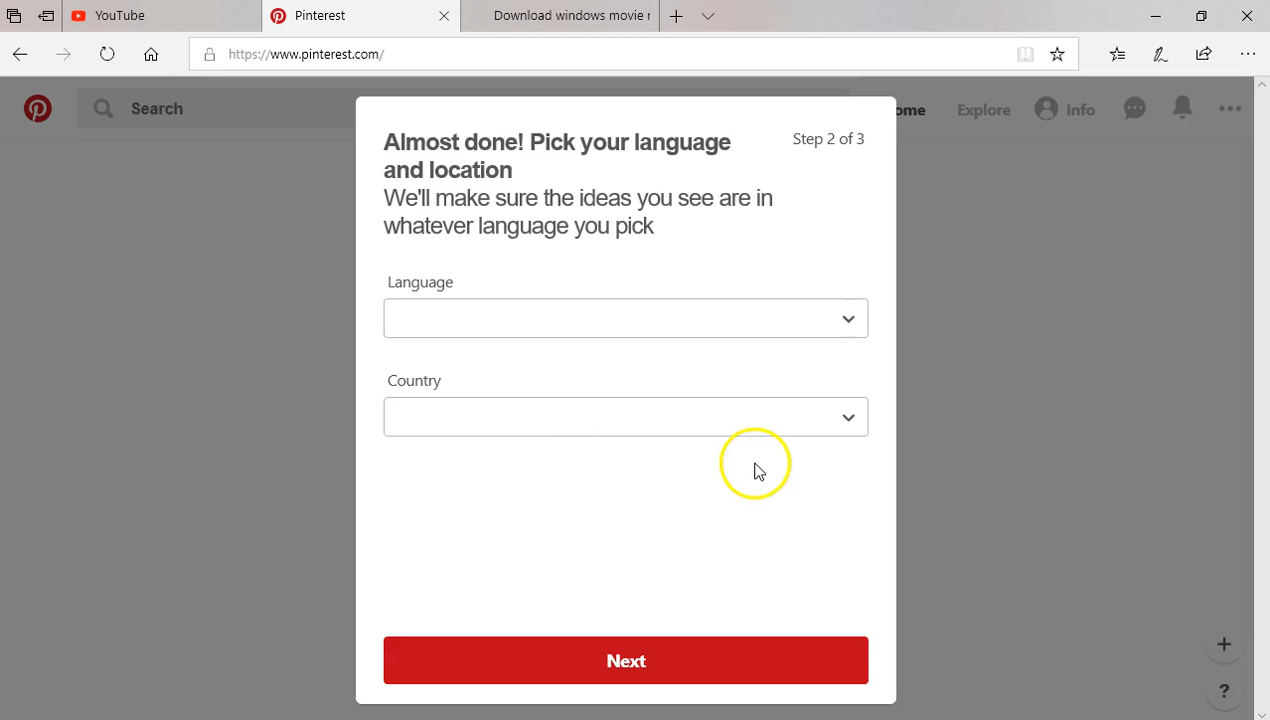 YouTube
Pinterest
Download windows movie r
https://www.pinterest.com/
Search
ome
Explore
Info
Almost done! Pick your language
and location
Step 2 of 3
We'll make sure the ideas you see are in
whatever language you pick
Language
Country
Next
?